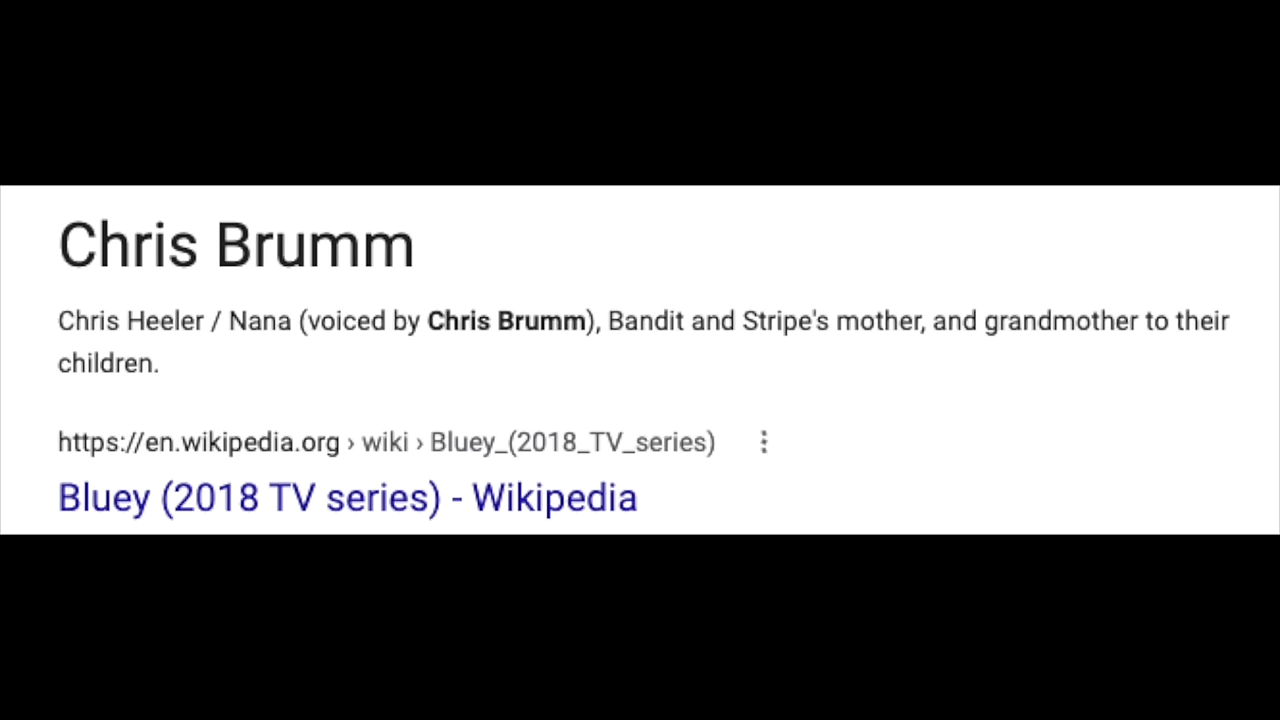 Chris Brumm
Chris Heeler / Nana (voiced by Chris Brumm), Bandit and Stripe's mother, and grandmother to their
children.
https://en.wikipedia.org › wiki › Bluey_(2018_TV_series)
Bluey (2018 TV series) - Wikipedia